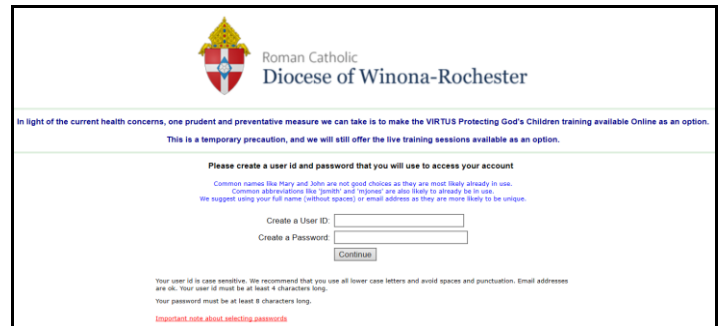 Roman Catholic
Diocese of Winona-Rochester
In light of the current health concerns, one prudent and preventative measure we can take is to make the VIRTUS Protecting God's Children training available Online as an option.
This is a temporary precaution, and we will still offer the live training sessions available as an option.
Please create a user id and password that you will use to access your account
Common names like Mary and John are not good choices as they are most likely already in use.
Common abbreviations like 'jsmith' and 'mjones' are also likely to already be in use.
We suggest using your full name (without spaces) or email address as they are more likely to be unique.
Create a User ID:
Create a Password:
Continue
Your user id is case sensitive. We recommend that you use all lower case letters and avoid spaces and punctuation. Email addresses
are ok. Your user id must be at least 4 characters long.
Your password must be at least 8 characters long.
Important note about selecting passwords